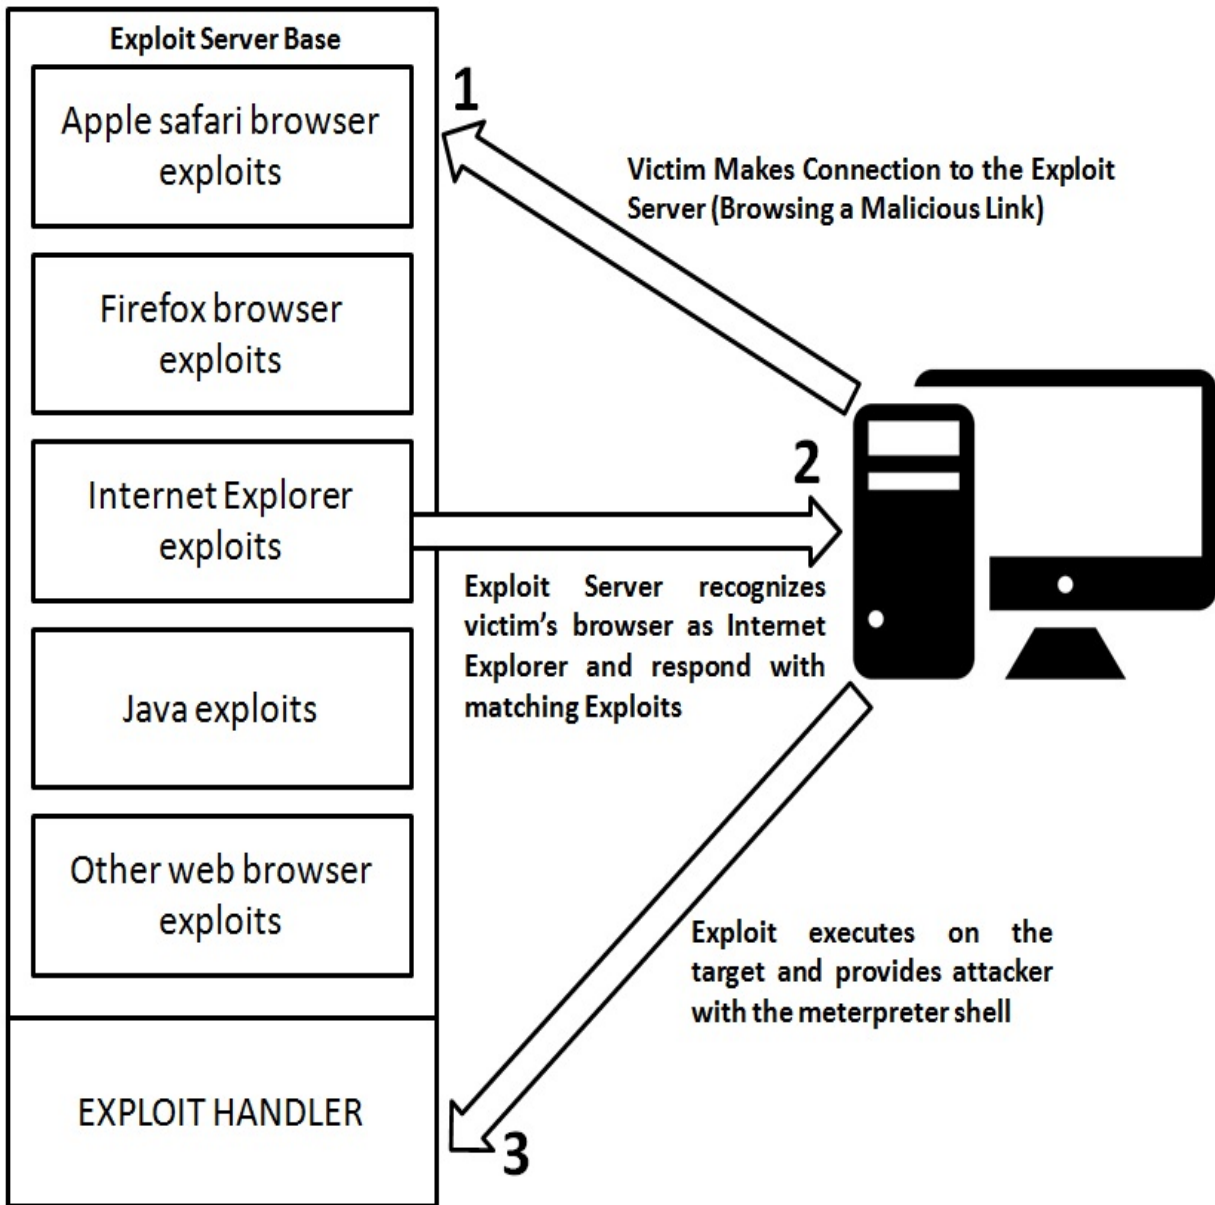 Exploit Server Base
Apple safari browser
exploits
Firefox browser
exploits
Internet Explorer
exploits
Java exploits
Other web browser
exploits
EXPLOIT HANDLER
1
Victim Makes Connection to the Exploit
Server (Browsing a Malicious Link)
2
Exploit Server recognizes
victim's browser as Internet
Explorer and respond with
matching Exploits
Exploit executes on the
target and provides attacker
with the meterpreter shell
3